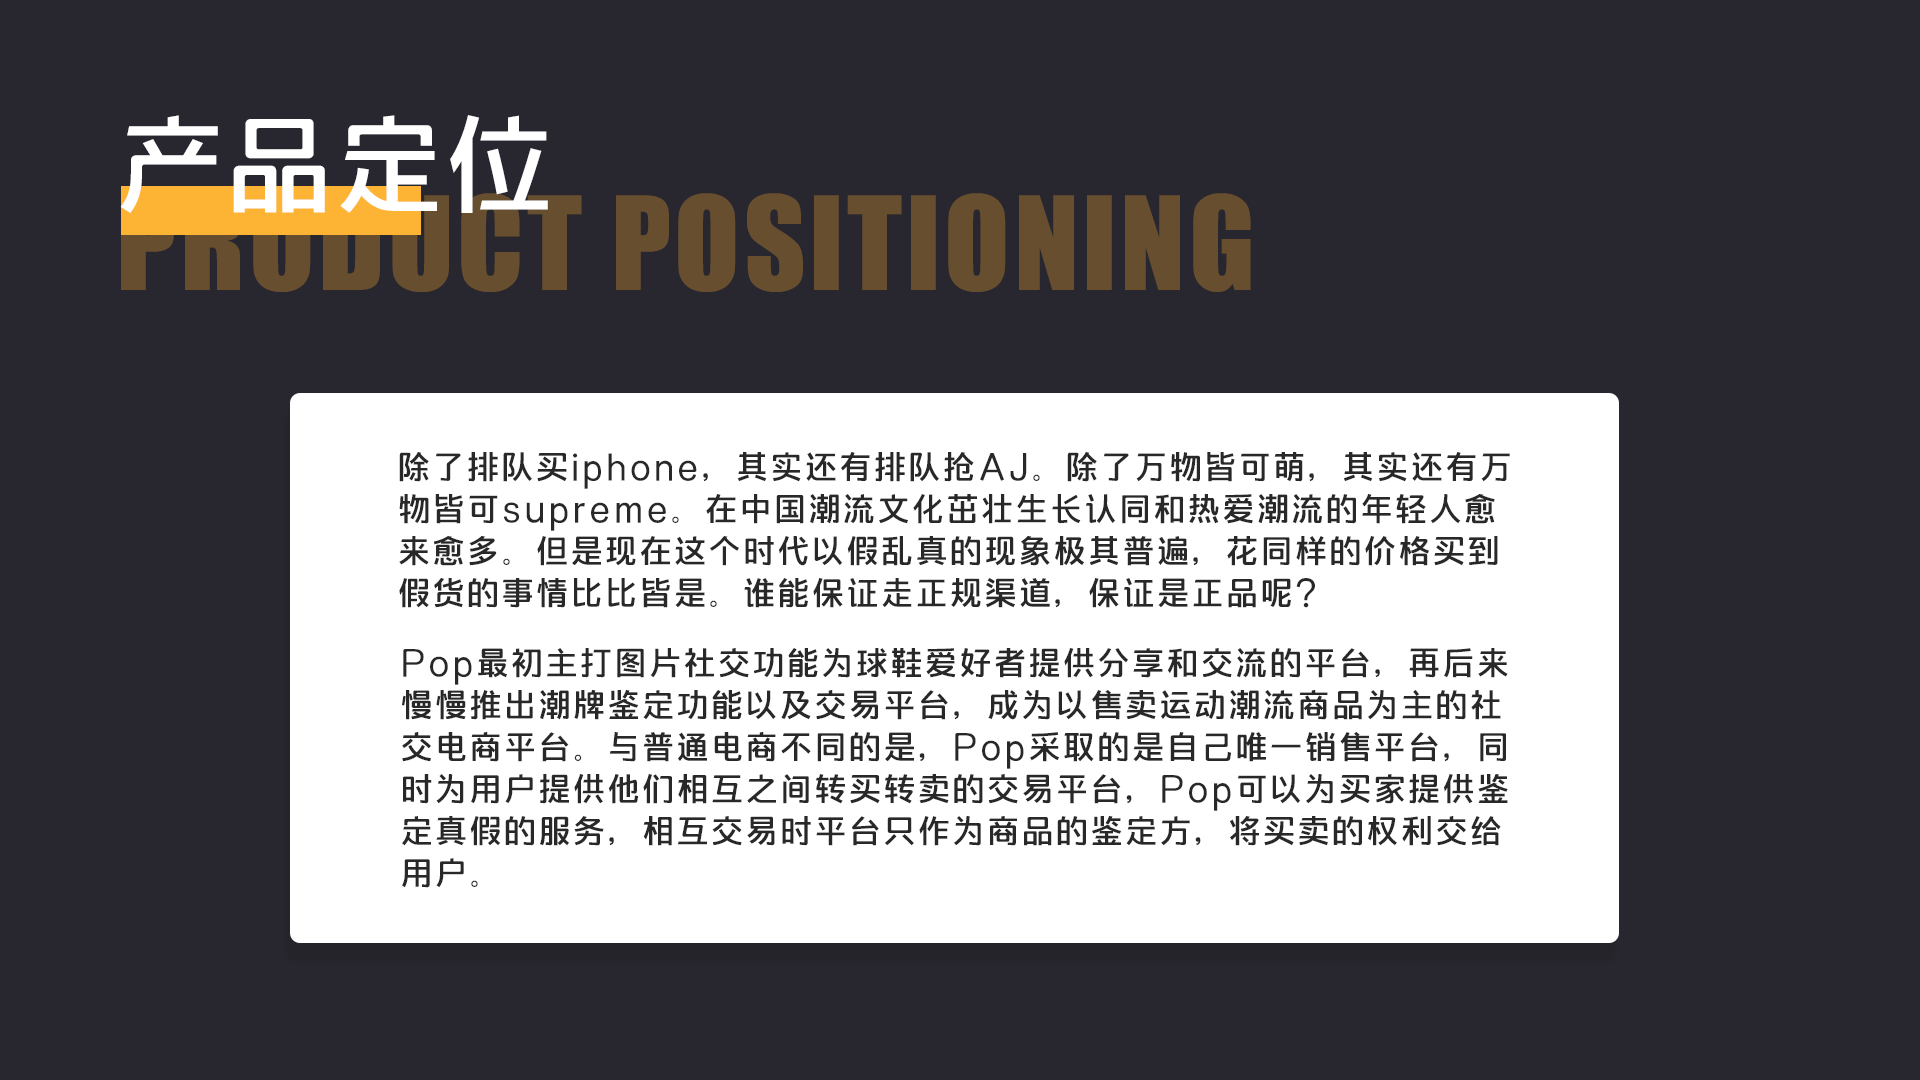 产品定位
PRODUCT POSITIONING
除了排队买iphone，其实还有排队抢AJ。除了万物皆可萌，其实还有万
物皆可supreme。在中国潮流文化茁壮生长认同和热爱潮流的年轻人愈
来愈多。但是现在这个时代以假乱真的现象极其普遍，花同样的价格买到
假货的事情比比皆是。谁能保证走正规渠道，保证是正品呢？
Pop最初主打图片社交功能为球鞋爱好者提供分享和交流的平台，再后来
慢慢推出潮牌鉴定功能以及交易平台，成为以售卖运动潮流商品为主的社
交电商平台。与普通电商不同的是，Pop采取的是自己唯一销售平台，同
时为用户提供他们相互之间转买转卖的交易平台，Pop可以为买家提供鉴
定真假的服务，相互交易时平台只作为商品的鉴定方，将买卖的权利交给
用户。